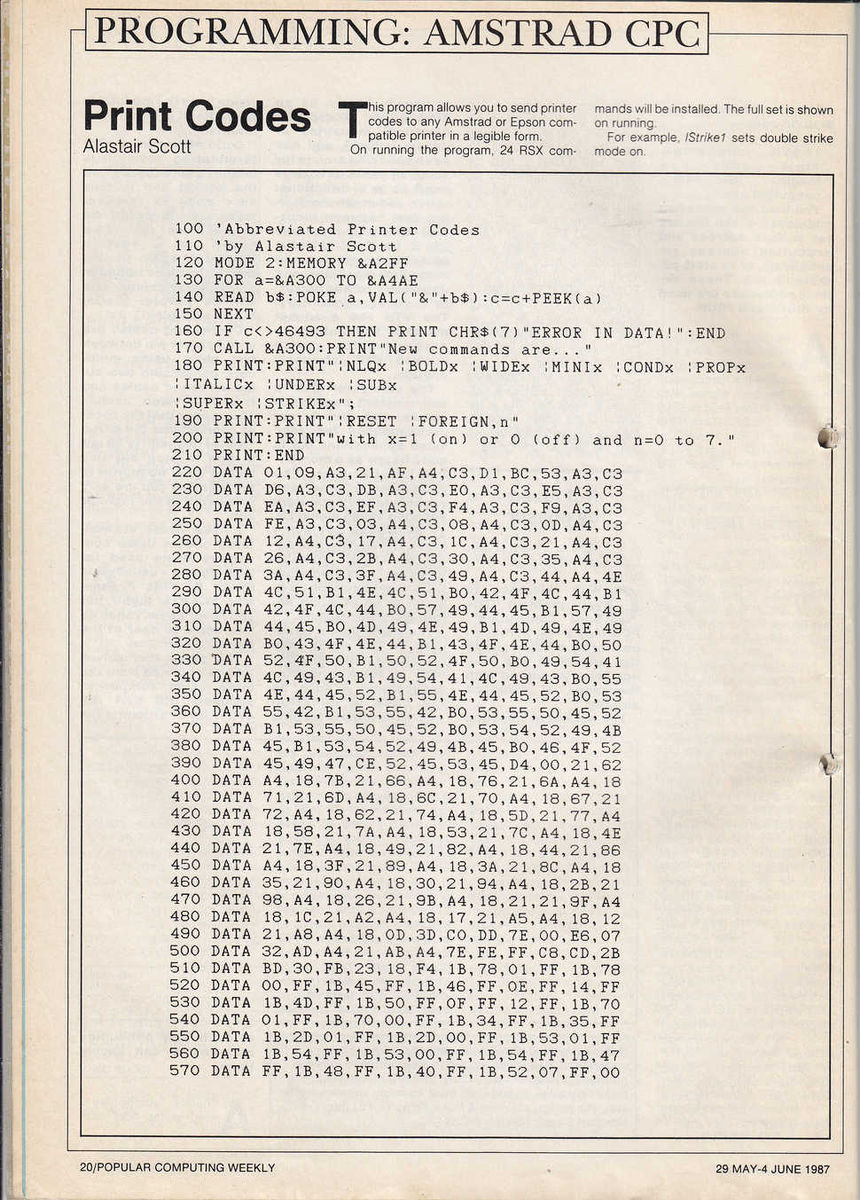 PROGRAMMING: AMSTRAD CPC
Print Codes
Alastair Scott
This program allows you to send printer
codes to any Amstrad or Epson com-
patible printer in a legible form.
On running the program, 24 RSX com-
mands will be installed. The full set is shown
on running.
For example, lStrike1 sets double strike
mode on.
100 'Abbreviated Printer Codes
110 'by Alastair Scott
120 MODE 2:MEMORY &A2FF
130 FOR a=&A300 TO &A4AE
140 READ b$:POKE a,VAL("&"+b$):c=c+PEEK(a)
150 NEXT
160 IF c<>46493 THEN PRINT CHR$(7)"ERROR IN DATA!":END
170 CALL &A300:PRINT"New commands are..."
180 PRINT:PRINT"¦NLQx ¦BOLDx ¦WIDEx ¦MINIx ¦CONDx ¦PROPx
¦ITALICx ¦UNDERx ¦SUBx
¦SUPERx ¦STRIKEx";
190 PRINT:PRINT"¦RESET ¦FOREIGN,n"
200 PRINT:PRINT"with x=1 (on) or 0 (off) and n=0 to 7."
210 PRINT:END
220 DATA 01,09,A3,21,AF,A4,C3,D1,BC,53,A3,C3
230 DATA D6,A3,C3,DB,A3,C3,E0,A3,C3,E5,A3,C3
240 DATA EA,A3,C3,EF,A3,C3,F4,A3,C3,F9,A3,C3
250 DATA FE,A3,C3,03,A4,C3,08,A4,C3,0D,A4,C3
260 DATA 12,A4,C3,17,A4,C3,1C,A4,C3,21,A4,C3
270 DATA 26,A4,C3,2B,A4,C3,30,A4,C3,35,A4,C3
280 DATA 3A,A4,C3,3F,A4,C3,49,A4,C3,44,A4,4E
290 DATA 4C,51,B1,4E,4C,51,B0,42,4F,4C,44,B1
300 DATA 42,4F,4C,44,B0,57,49,44,45,B1,57,49
310 DATA 44,45,B0,4D,49,4E,49,B1,4D,49,4E,49
320 DATA B0,43,4F,4E,44,B1,43,4F,4E,44,B0,50
330 DATA 52,4F,50,B1,50,52,4F,50,B0,49,54,41
340 DATA 4C,49,43,B1,49,54,41,4C,49,43,B0,55
350 DATA 4E,44,45,52,B1,55,4E,44,45,52,B0,53
360 DATA 55,42,B1,53,55,42,B0,53,55,50,45,52
370 DATA B1,53,55,50,45,52,B0,53,54,52,49,4B
380 DATA 45,B1,53,54,52,49,4B,45,B0,46,4F,52
390 DATA 45,49,47,CE,52,45,53,45,D4,00,21,62
400 DATA A4,18,7B,21,66,A4,18,76,21,6A,A4,18
410 DATA 71,21,6D,A4,18,6C,21,70,A4,18,67,21
420 DATA 72,A4,18,62,21,74,A4,18,5D,21,77,A4
430 DATA 18,58,21,7A,A4,18,53,21,7C,A4,18,4E
440 DATA 21,7E,A4,18,49,21,82,A4,18,44,21,86
450 DATA A4,18,3F,21,89,A4,18,3A,21,8C,A4,18
460 DATA 35,21,90,A4,18,30,21,94,A4,18,2B,21
470 DATA 98,A4,18,26,21,9B,A4,18,21,21,9F,A4
480 DATA 18,1C,21,A2,A4,18,17,21,A5,A4,18,12
490 DATA 21,A8,A4,18,0D,3D,C0,DD,7E,00,E6,07
500 DATA 32,AD,A4,21,AB,A4,7E,FE,FF,C8,CD,2B
510 DATA BD,30,FB,23,18,F4,1B,78,01,FF,1B,78
520 DATA 00,FF,1B,45,FF,1B,46,FF,0E,FF,14,FF
530 DATA 1B,4D,FF,1B,50,FF,0F,FF,12,FF,1B,70
540 DATA 01,FF,1B,70,00,FF,1B,34,FF,1B,35,FF
550 DATA 1B,2D,01,FF,1B,2D,00,FF,1B,53,01,FF
560 DATA 1B,54,FF,1B,53,00,FF,1B,54,FF,1B,47
570 DATA FF,1B,48,FF,1B,40,FF,1B,52,07,FF,00
20/POPULAR COMPUTING WEEKLY
29 MAY-4 JUNE 1987